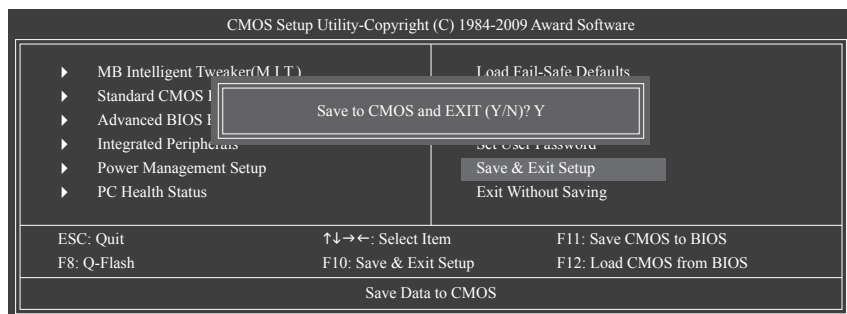 CMOS Setup Utility-Copyright (C) 1984-2009 Award Software
MB Intelligent Tweaker(M.I.T.)
Standard CMOS
Advanced BIOS
Integrated Peripherals
Power Management Setup
PC Health Status
Load Fail-Safe Defaults
Set User Password
Save & Exit Setup
Exit Without Saving
Save to CMOS and EXIT (Y/N)? Y
ESC: Quit ↑↓→←: Select Item F11: Save CMOS to BIOS
F8: Q-Flash F10: Save & Exit Setup F12: Load CMOS from BIOS
Save Data to CMOS